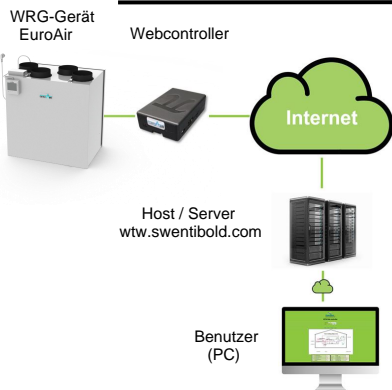 WRG-Gerät
EuroAir
Webcontroller
Internet
Host / Server
wtw.swentibold.com
Benutzer
(PC)